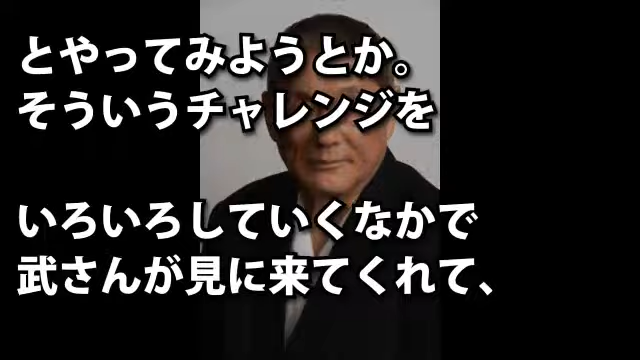 とやってみようとか。
そういうチャレンジを
いろいろしていくなかで
武さんが見に来てくれて、